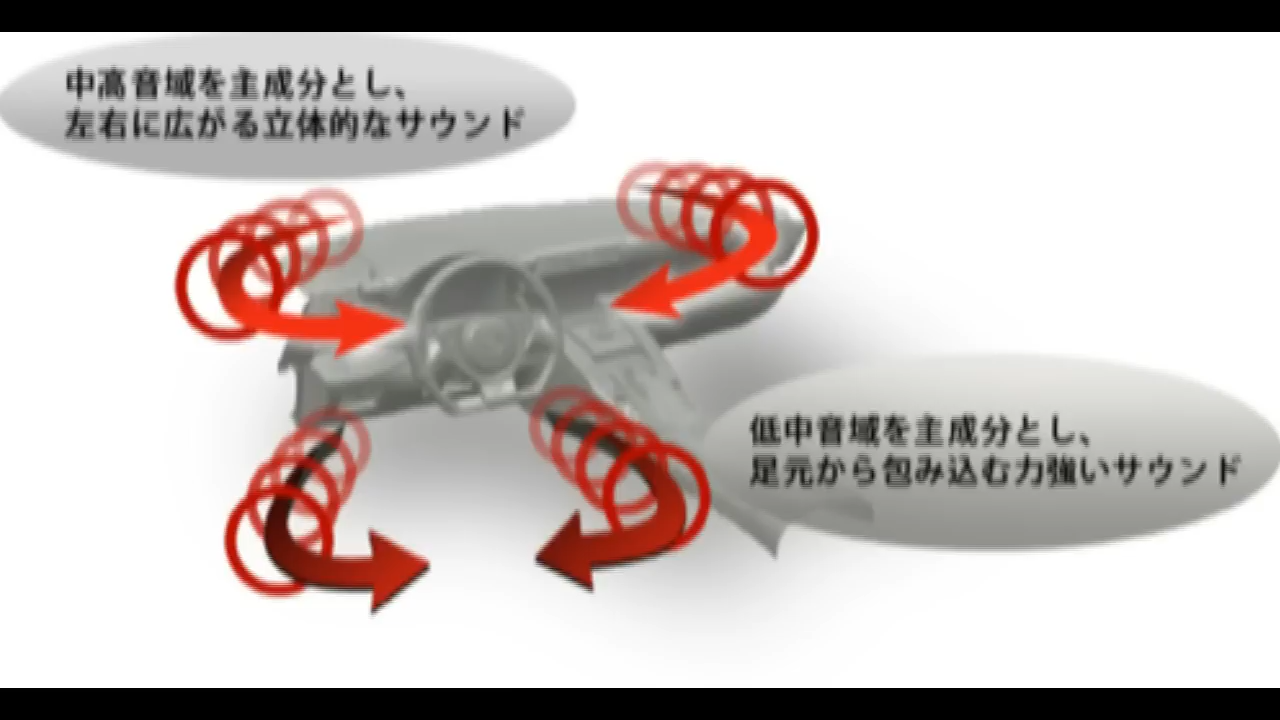 中高音域を主成分とし、
左右に広がる立体的なサウンド
低中音域を主成分とし、
足元から包み込む力強いサウンド